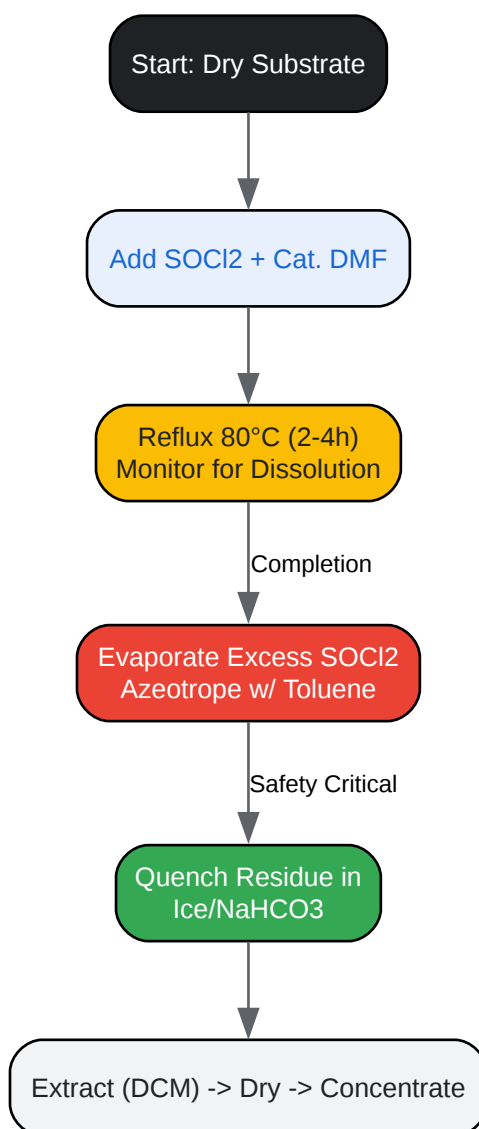 Start: Dry Substrate
Add SOCl2 + Cat. DMF
Reflux 80°C (2-4h)
Monitor for Dissolution
Completion
Evaporate Excess SOCl2
Azeotrope w/ Toluene
Safety Critical
Quench Residue in
Ice/NaHCO3
Extract (DCM) -> Dry -> Concentrate